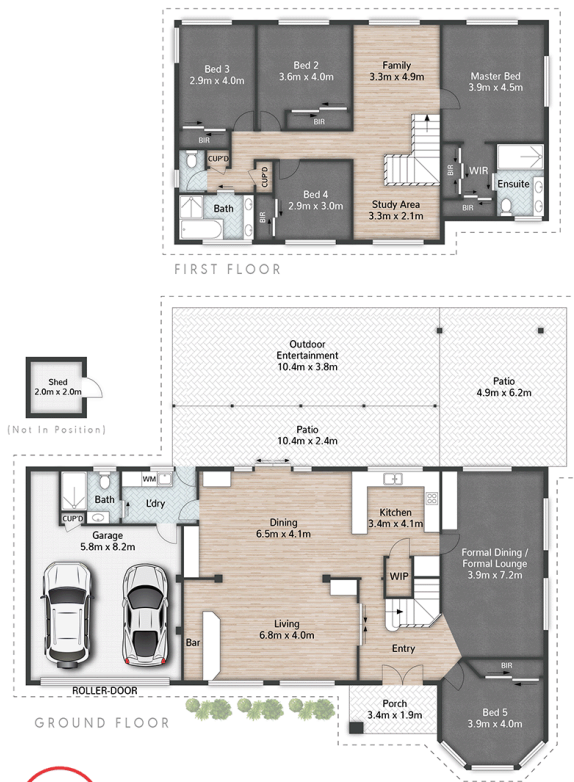 Bed 3
2.9m x 4.0m
Bed 2
3.6m x 4.0m
Family
3.3m x 4.9m
Master Bed
3.9m x 4.5m
BIR
BIR
CUP'D
CUP'D
BIR
WIR
Ensuite
BIR
Bed 4
2.9m x 3.0m
Bath
BIR
Study Area
3.3m x 2.1m
FIRST FLOOR
Outdoor
Entertainment
10.4m x 3.8m
Shed
2.0m x 2.0m
(Not In Position)
Patio
4.9m x 6.2m
Patio
10.4m x 2.4m
WM
Bath
L'dry
CUP'D
Garage
5.8m x 8.2m
Dining
6.5m x 4.1m
Kitchen
3.4m x 4.1m
Formal Dining /
Formal Lounge
3.9m x 7.2m
WIP
Living
6.8m x 4.0m
Bar
Entry
BIR
ROLLER-DOOR
Porch
3.4m x 1.9m
Bed 5
3.9m x 4.0m
GROUND FLOOR